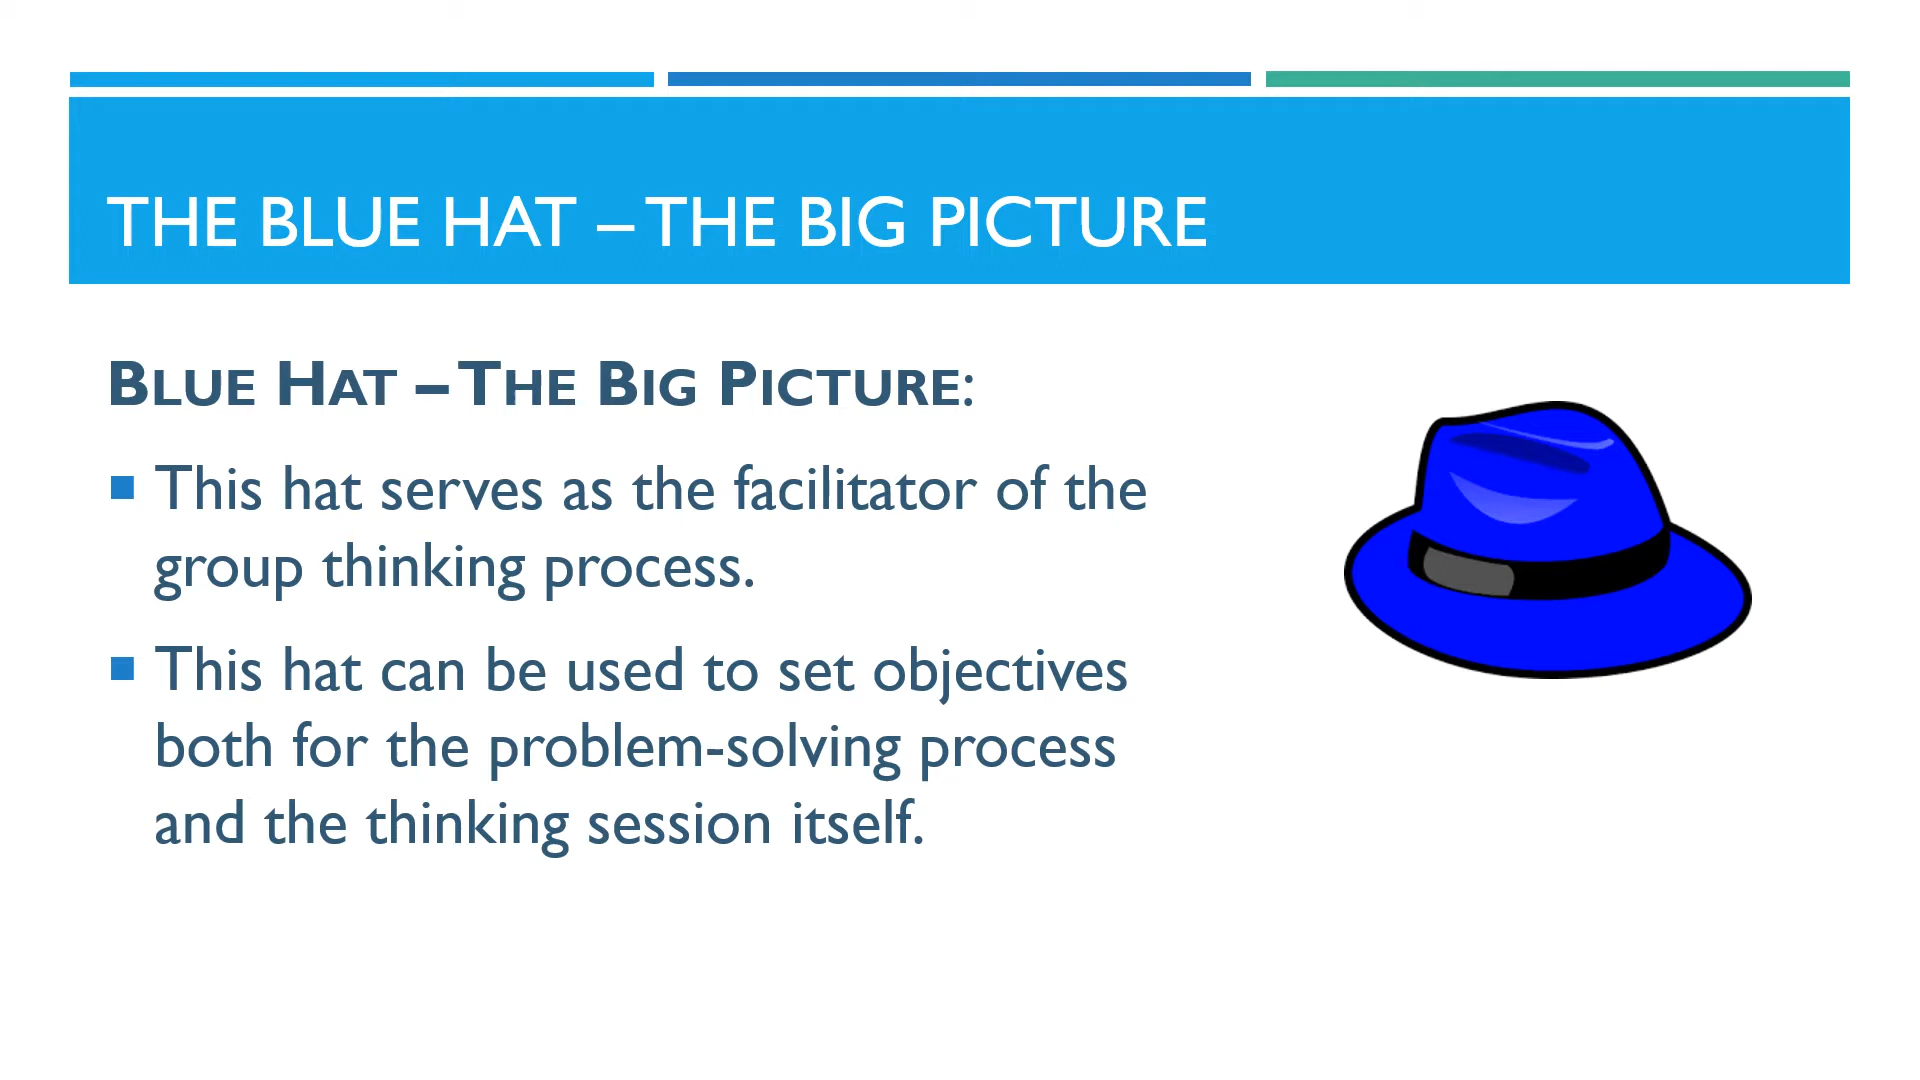 THE BLUE HAT – THE BIG PICTURE
BLUE HAT – THE BIG PICTURE:
This hat serves as the facilitator of the
group thinking process.
This hat can be used to set objectives
both for the problem-solving process
and the thinking session itself.